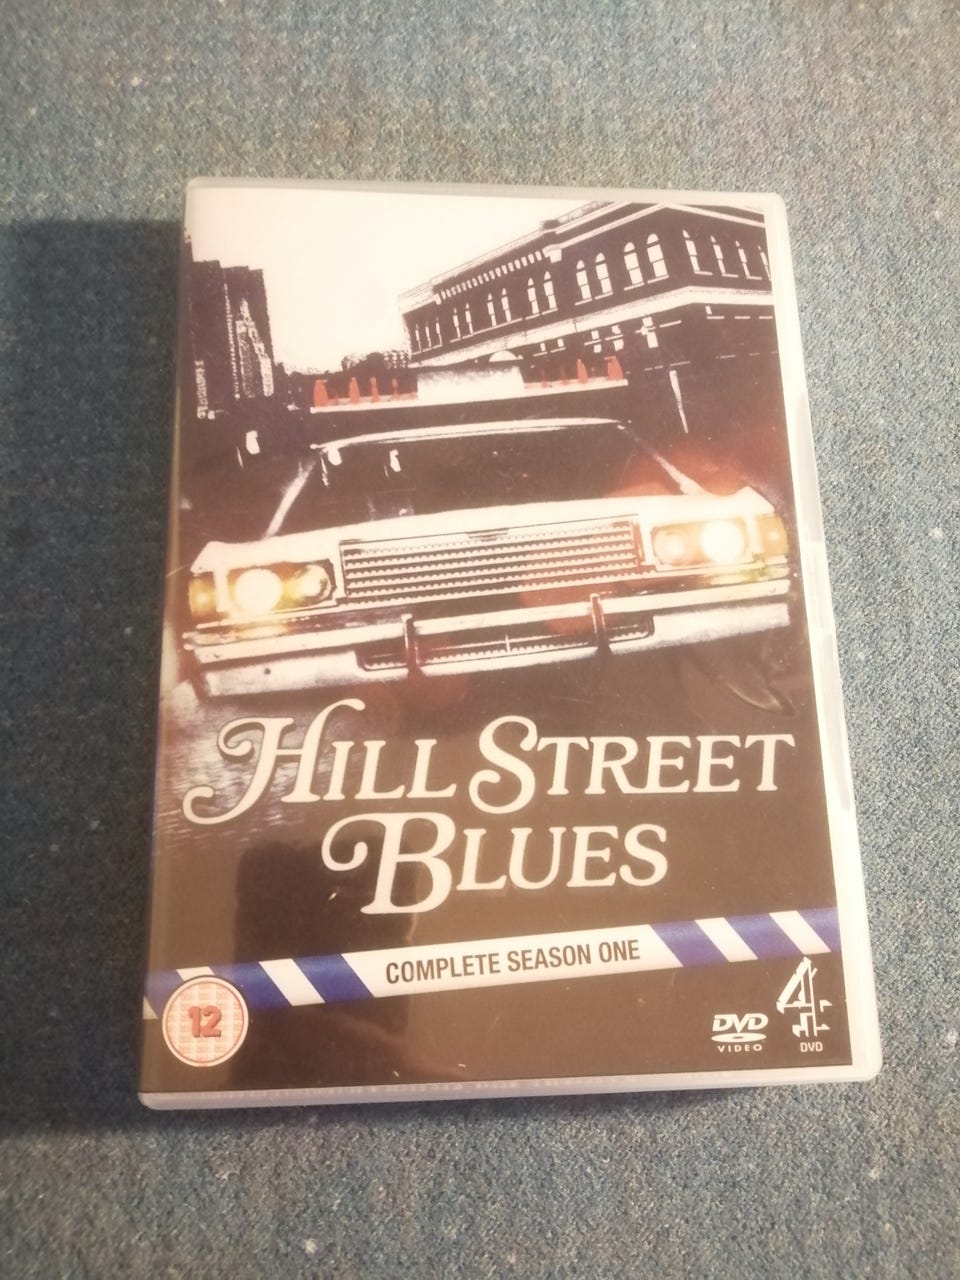 HILL STREET
BLUES
COMPLETE SEASON ONE
12
DVD
VIDEO
4
DVD